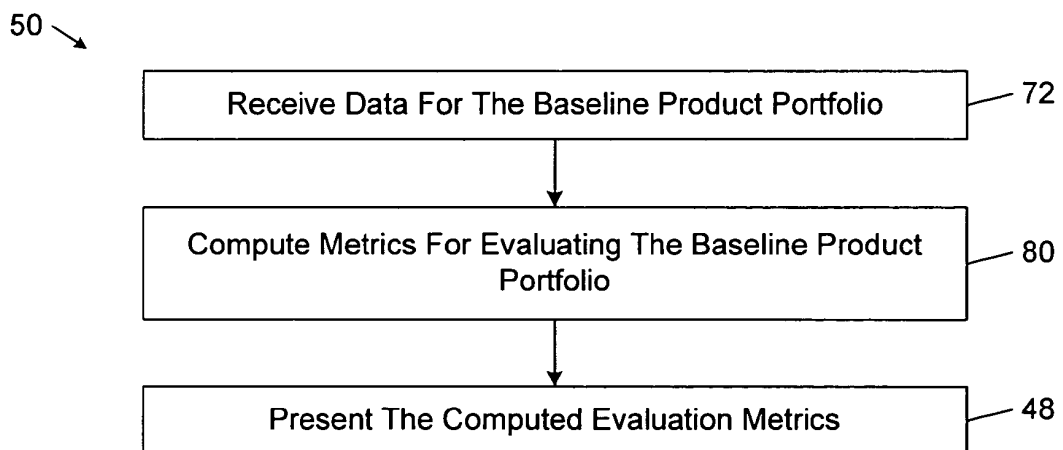 50
Receive Data For The Baseline Product Portfolio
72
Compute Metrics For Evaluating The Baseline Product
Portfolio
80
Present The Computed Evaluation Metrics
48